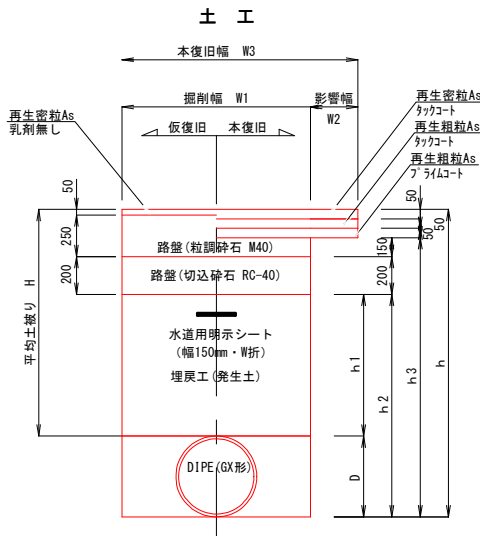 土 工
本復旧幅 W3
掘削幅 W1
影響幅
W2
仮復旧
本復旧
再生密粒As
乳剤無し
再生密粒As
ﾀｯｸｺｰﾄ
再生粗粒As
ﾀｯｸｺｰﾄ
再生粗粒As
ﾌﾟﾗｲﾑｺｰﾄ
50
250
200
平均土被り H
路盤(粒調砕石 M40)
路盤(切込砕石 RC-40)
水道用明示シート
(幅150mm・W折)
埋戻工(発生土)
DIPE(GX形)
50
50
50
150
200
h1
h2
h3
h
D